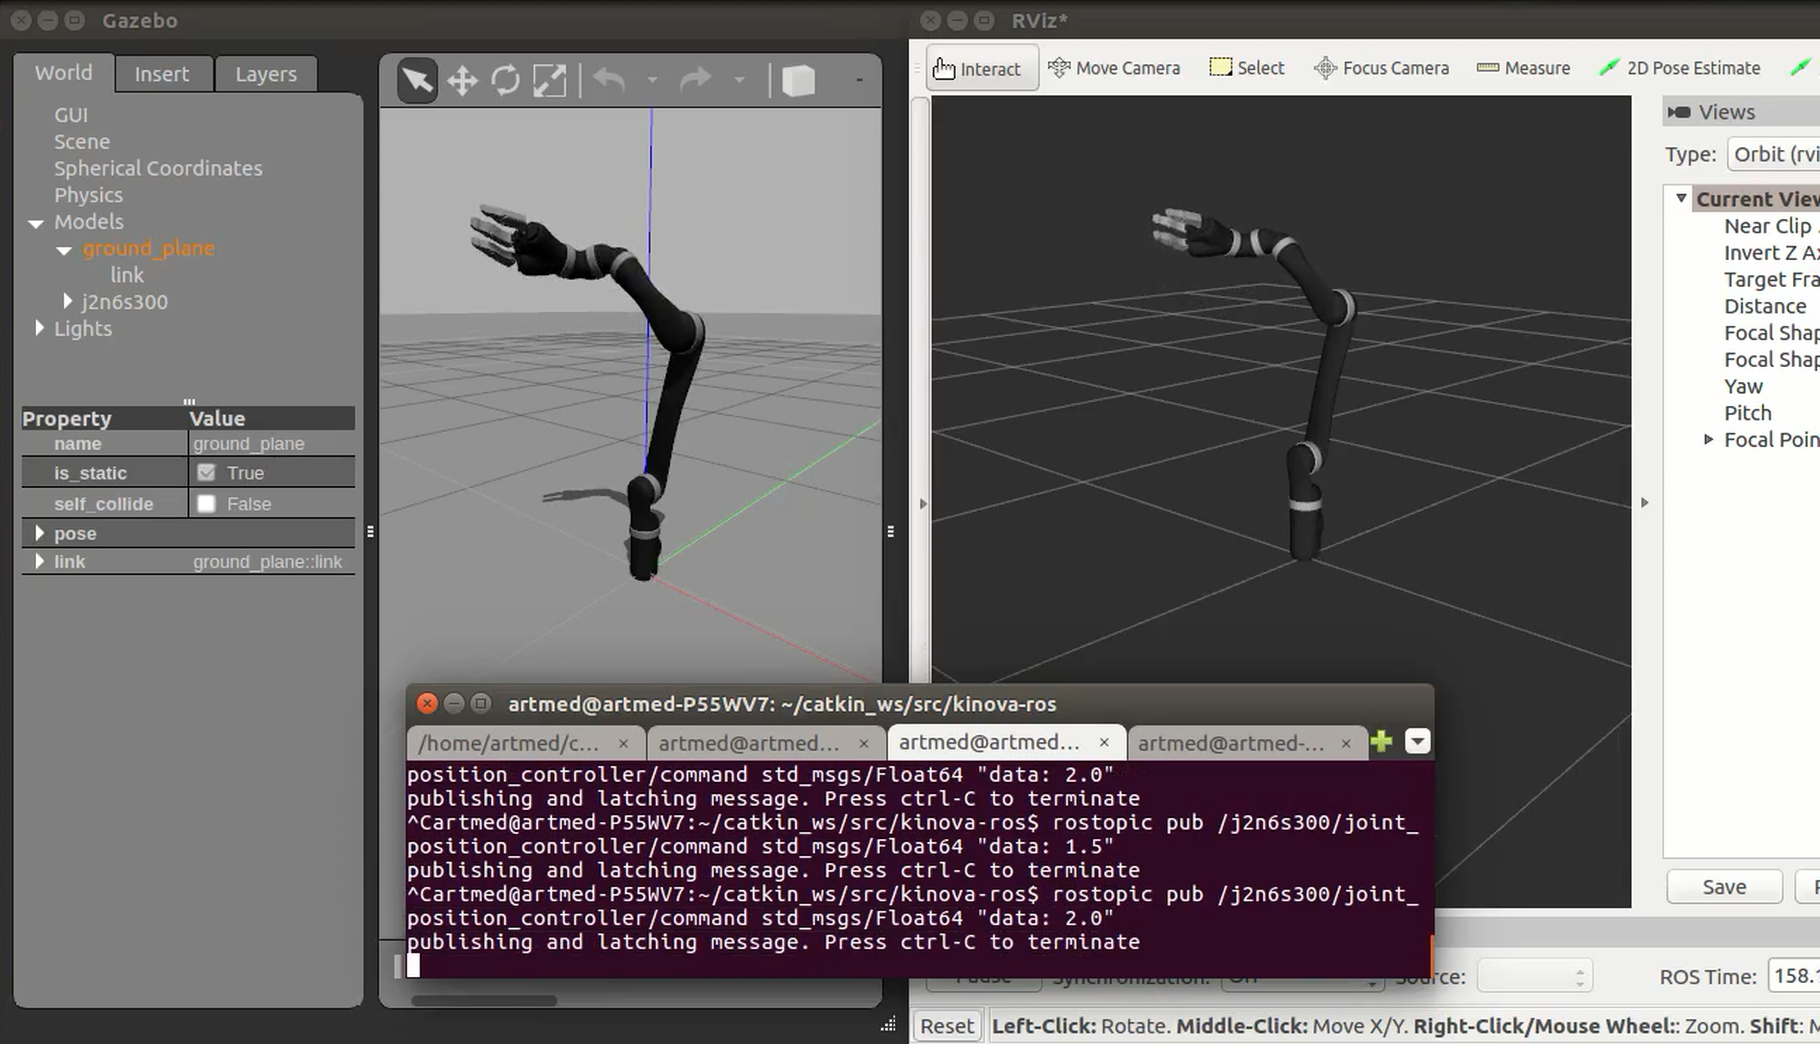 Gazebo
World
Insert
Layers
GUI
Scene
Spherical Coordinates
Physics
Models
ground_plane
link
j2n6s300
Lights
Property Value
name ground_plane
is_static True
self_collide False
pose
link ground_plane::link
RViz*
Interact Move Camera Select Focus Camera Measure 2D Pose Estimate
Views
Type: Orbit (rvi
Current View
Near Clip
Invert Z Ax
Target Fra
Distance
Focal Shap
Focal Shap
Yaw
Pitch
Focal Poin
Save
artmed@artmed-P55WV7: ~/catkin_ws/src/kinova-ros
/home/artmed/c... × artmed@artmed... × artmed@artmed... × artmed@artmed-... ×
position_controller/command std_msgs/Float64 "data: 2.0"
publishing and latching message. Press ctrl-C to terminate
^Cartmed@artmed-P55WV7:~/catkin_ws/src/kinova-ros$ rostopic pub /j2n6s300/joint_
position_controller/command std_msgs/Float64 "data: 1.5"
publishing and latching message. Press ctrl-C to terminate
^Cartmed@artmed-P55WV7:~/catkin_ws/src/kinova-ros$ rostopic pub /j2n6s300/joint_
position_controller/command std_msgs/Float64 "data: 2.0"
publishing and latching message. Press ctrl-C to terminate
ROS Time: 158.
Reset Left-Click: Rotate. Middle-Click: Move X/Y. Right-Click/Mouse Wheel:: Zoom. Shift: M